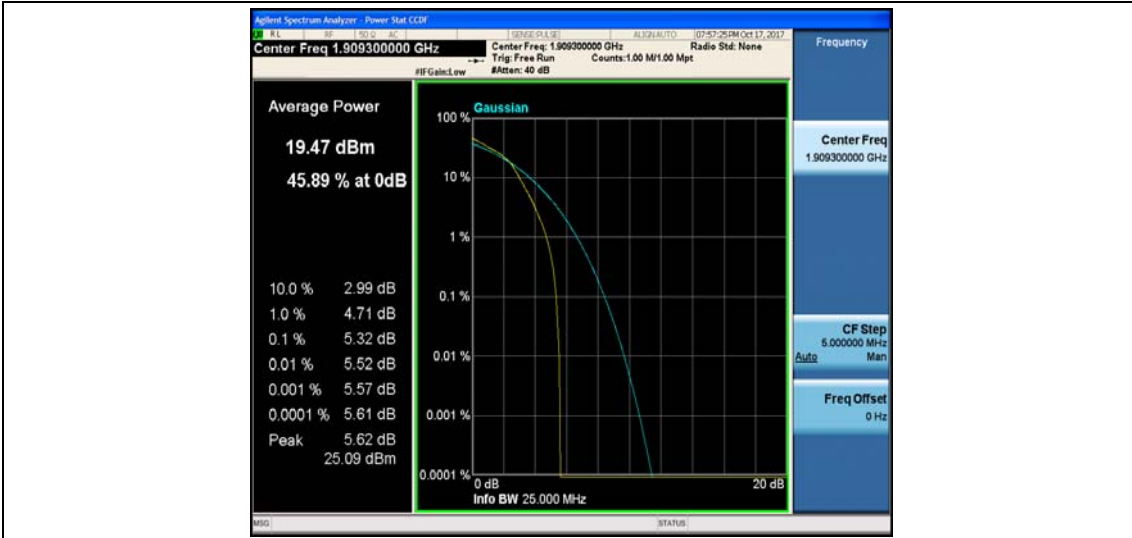 Agilent Spectrum Analyzer - Power Stat CCDF
RL RF 50 Ω AC SENSE:PULSE ALIGNAUTO 07:57:25 PM Oct 17, 2017
Center Freq 1.909300000 GHz
Center Freq: 1.909300000 GHz Radio Std: None
Trig: Free Run Counts:1.00 M/1.00 Mpt
#IFGain:Low #Atten: 40 dB
Frequency
Average Power
19.47 dBm
45.89 % at 0dB
10.0 % 2.99 dB
1.0 % 4.71 dB
0.1 % 5.32 dB
0.01 % 5.52 dB
0.001 % 5.57 dB
0.0001 % 5.61 dB
Peak 5.62 dB
25.09 dBm
Gaussian
100 %
10 %
1 %
0.1 %
0.01 %
0.001 %
0.0001 %
0 dB 20 dB
Info BW 25.000 MHz
Center Freq
1.909300000 GHz
CF Step
5.000000 MHz
Auto Man
Freq Offset
0 Hz
MSG STATUS